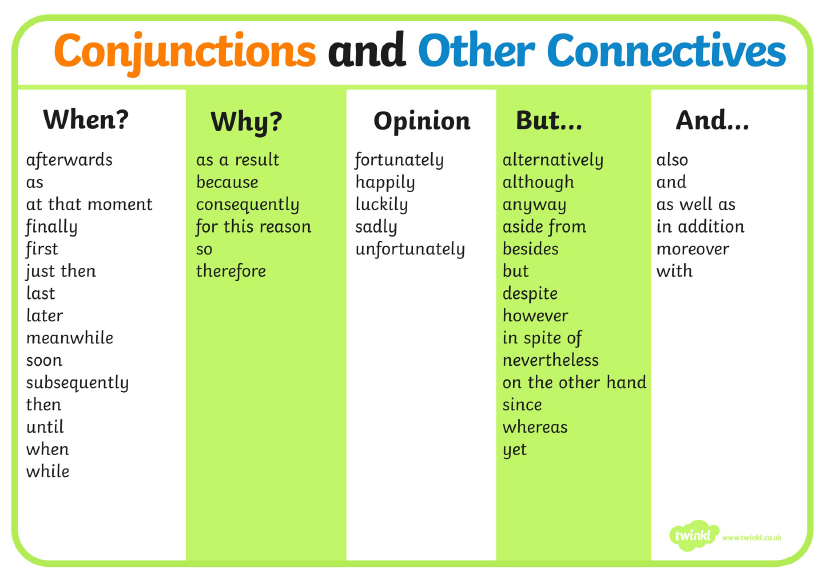 Conjunctions and Other Connectives
When?
afterwards
as
at that moment
finally
first
just then
last
later
meanwhile
soon
subsequently
then
until
when
while
Why?
as a result
because
consequently
for this reason
so
therefore
Opinion
fortunately
happily
luckily
sadly
unfortunately
But...
alternatively
although
anyway
aside from
besides
but
despite
however
in spite of
nevertheless
on the other hand
since
whereas
yet
And...
also
and
as well as
in addition
moreover
with
twinkl www.twinkl.co.uk